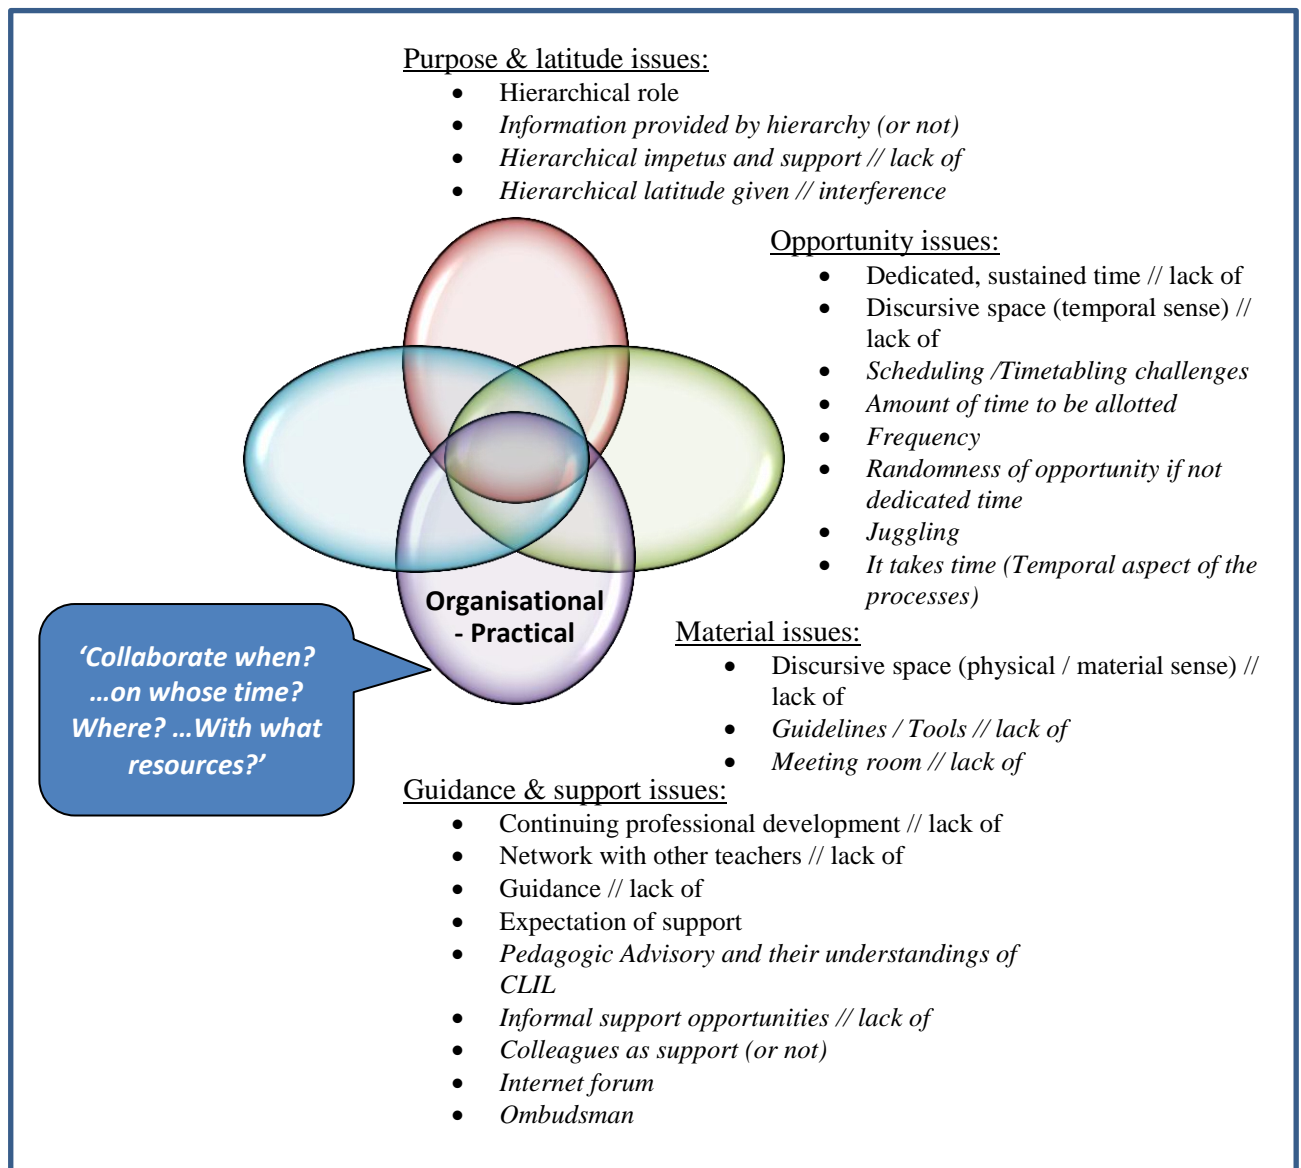 Purpose & latitude issues:
• Hierarchical role
• Information provided by hierarchy (or not)
• Hierarchical impetus and support // lack of
• Hierarchical latitude given // interference
Opportunity issues:
• Dedicated, sustained time // lack of
• Discursive space (temporal sense) //
lack of
• Scheduling /Timetabling challenges
• Amount of time to be allotted
• Frequency
• Randomness of opportunity if not
dedicated time
• Juggling
• It takes time (Temporal aspect of the
processes)
Organisational
- Practical
‘Collaborate when?
…on whose time?
Where? …With what
resources?’
Material issues:
• Discursive space (physical / material sense) //
lack of
• Guidelines / Tools // lack of
• Meeting room // lack of
Guidance & support issues:
• Continuing professional development // lack of
• Network with other teachers // lack of
• Guidance // lack of
• Expectation of support
• Pedagogic Advisory and their understandings of
CLIL
• Informal support opportunities // lack of
• Colleagues as support (or not)
• Internet forum
• Ombudsman